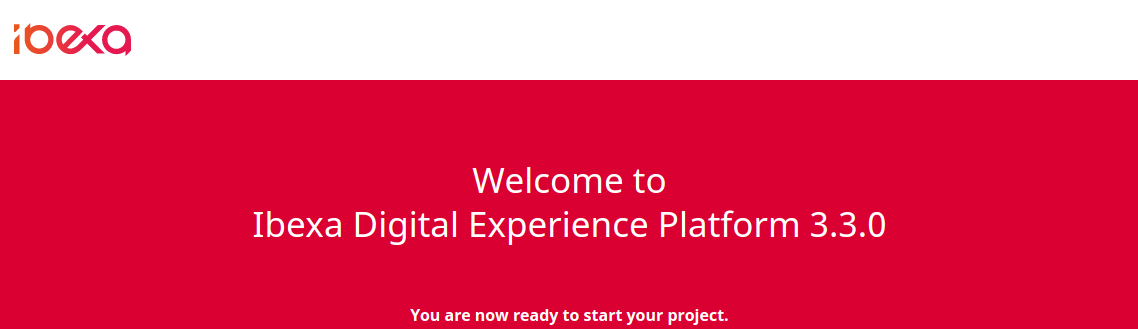 ibexa
Welcome to
Ibexa Digital Experience Platform 3.3.0
You are now ready to start your project.